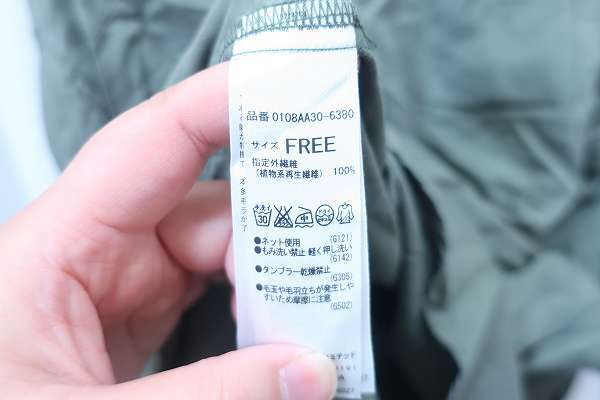 品番 0108AA30-6380
サイズ FREE
指定外繊維
(植物系再生繊維) 100%
30
●ネット使用
(G121)
●もみ洗い禁止 軽く押し洗い
(G142)
●タンブラー乾燥禁止
(G305)
●毛玉や毛羽立ちが発生しや
すいため摩擦に注意
(G502)